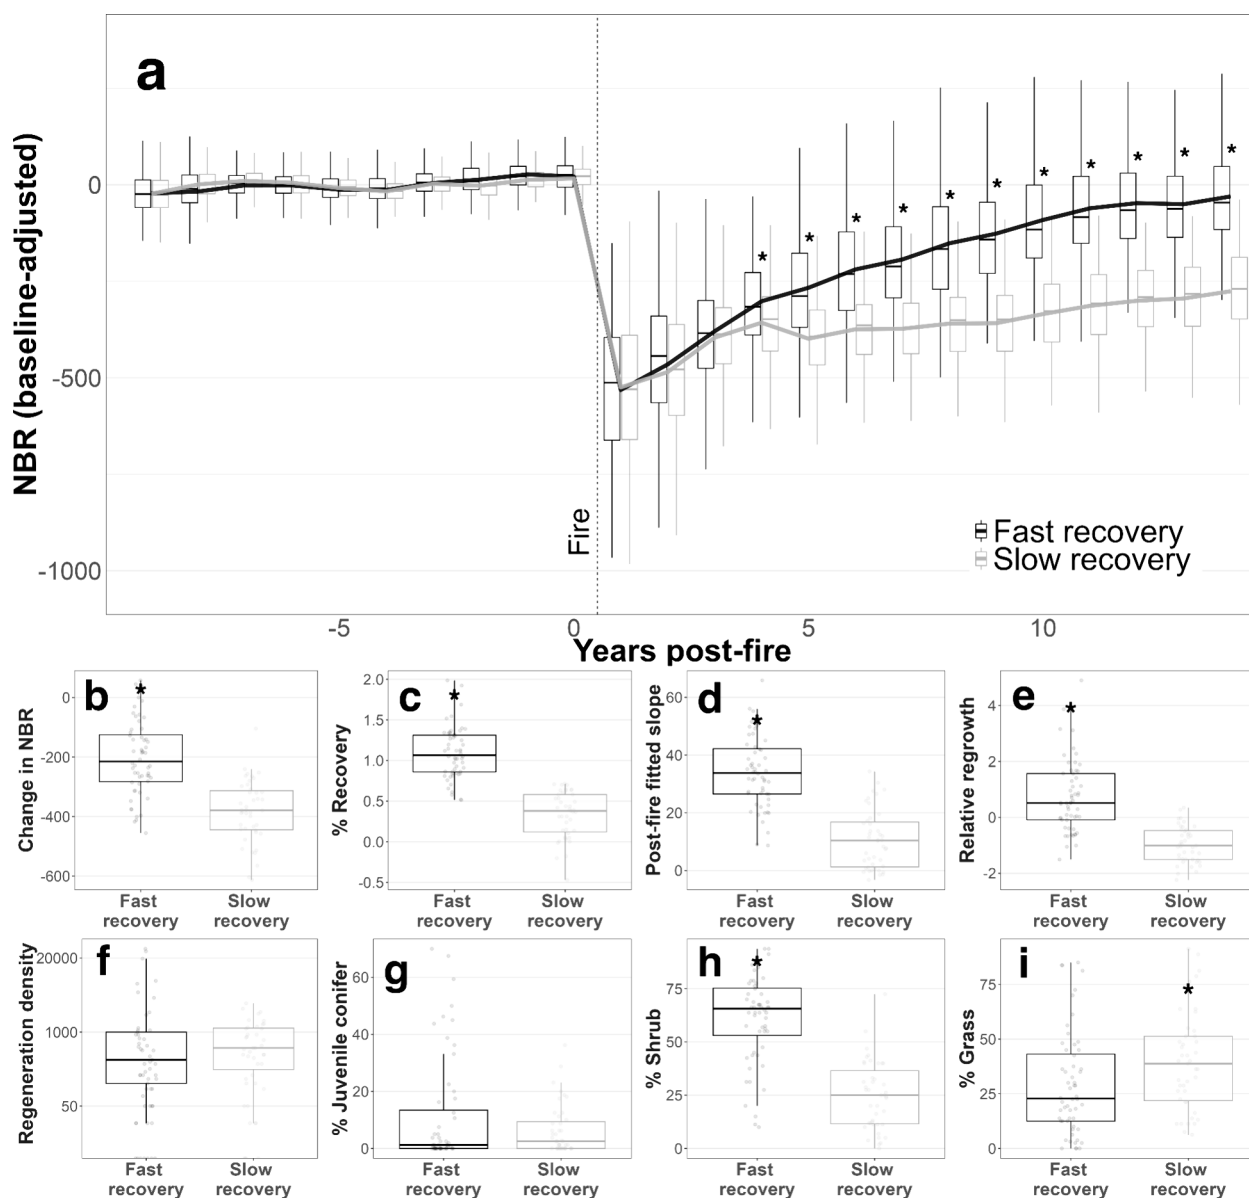 a
NBR (baseline-adjusted)
0
-500
-1000
Fire
Fast recovery
Slow recovery
-5
0
5
10
Years post-fire
* * * * * * * * * * *
b
*
Change in NBR
0
-200
-400
-600
Fast
recovery
Slow
recovery
c
*
% Recovery
2.0
1.5
1.0
0.5
0.0
-0.5
Fast
recovery
Slow
recovery
d
*
Post-fire fitted slope
60
40
20
0
Fast
recovery
Slow
recovery
e
*
Relative regrowth
4
2
0
-2
Fast
recovery
Slow
recovery
f
Regeneration density
20000
1000
50
Fast
recovery
Slow
recovery
g
% Juvenile conifer
60
40
20
0
Fast
recovery
Slow
recovery
h
*
% Shrub
75
50
25
0
Fast
recovery
Slow
recovery
i
*
% Grass
75
50
25
0
Fast
recovery
Slow
recovery